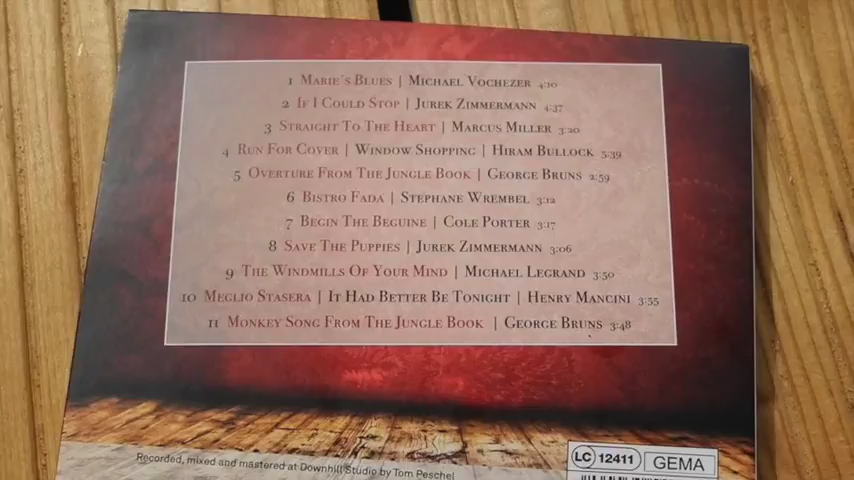 1 Marie´s Blues | Michael Vochezer 4:10
2 If I Could Stop | Jurek Zimmermann 4:37
3 Straight To The Heart | Marcus Miller 3:20
4 Run For Cover | Window Shopping | Hiram Bullock 5:39
5 Overture From The Jungle Book | George Bruns 2:59
6 Bistro Fada | Stephane Wrembel 3:12
7 Begin The Beguine | Cole Porter 3:17
8 Save The Puppies | Jurek Zimmermann 3:06
9 The Windmills Of Your Mind | Michael Legrand 3:50
10 Meglio Stasera | It Had Better Be Tonight | Henry Mancini 3:55
11 Monkey Song From The Jungle Book | George Bruns 3:48
Recorded, mixed and mastered at Downhill Studio by Tom Peschel
LC 12411 GEMA